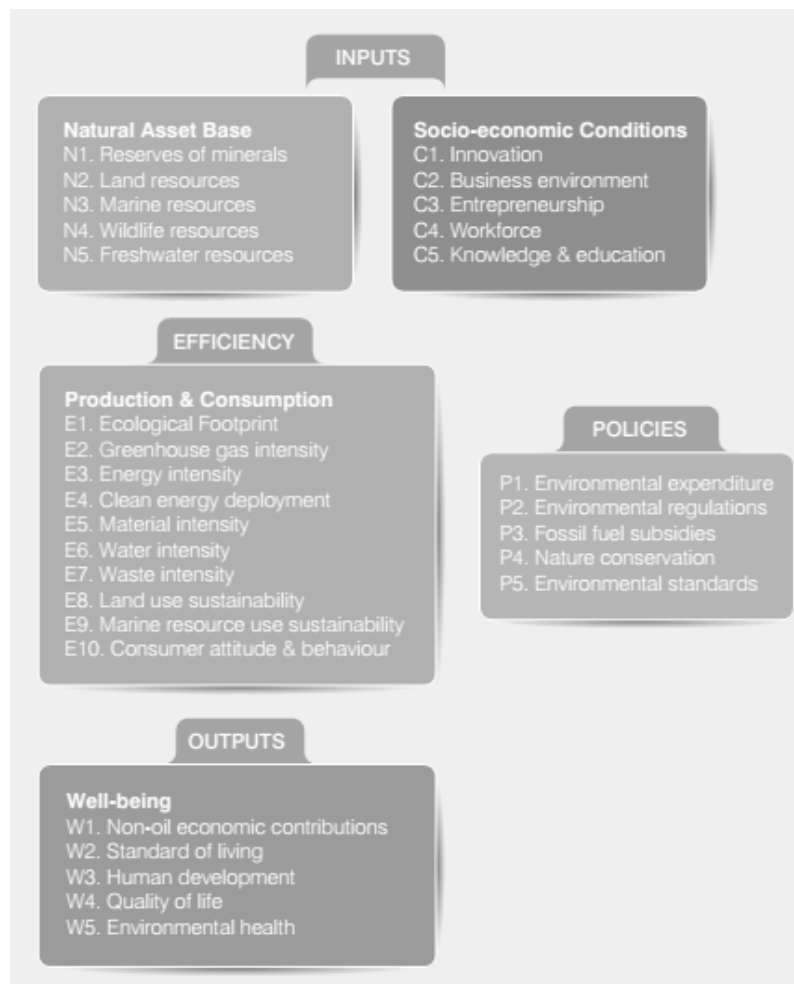 INPUTS
Natural Asset Base
N1. Reserves of minerals
N2. Land resources
N3. Marine resources
N4. Wildlife resources
N5. Freshwater resources
Socio-economic Conditions
C1. Innovation
C2. Business environment
C3. Entrepreneurship
C4. Workforce
C5. Knowledge & education
EFFICIENCY
Production & Consumption
E1. Ecological Footprint
E2. Greenhouse gas intensity
E3. Energy intensity
E4. Clean energy deployment
E5. Material intensity
E6. Water intensity
E7. Waste intensity
E8. Land use sustainability
E9. Marine resource use sustainability
E10. Consumer attitude & behaviour
POLICIES
P1. Environmental expenditure
P2. Environmental regulations
P3. Fossil fuel subsidies
P4. Nature conservation
P5. Environmental standards
OUTPUTS
Well-being
W1. Non-oil economic contributions
W2. Standard of living
W3. Human development
W4. Quality of life
W5. Environmental health